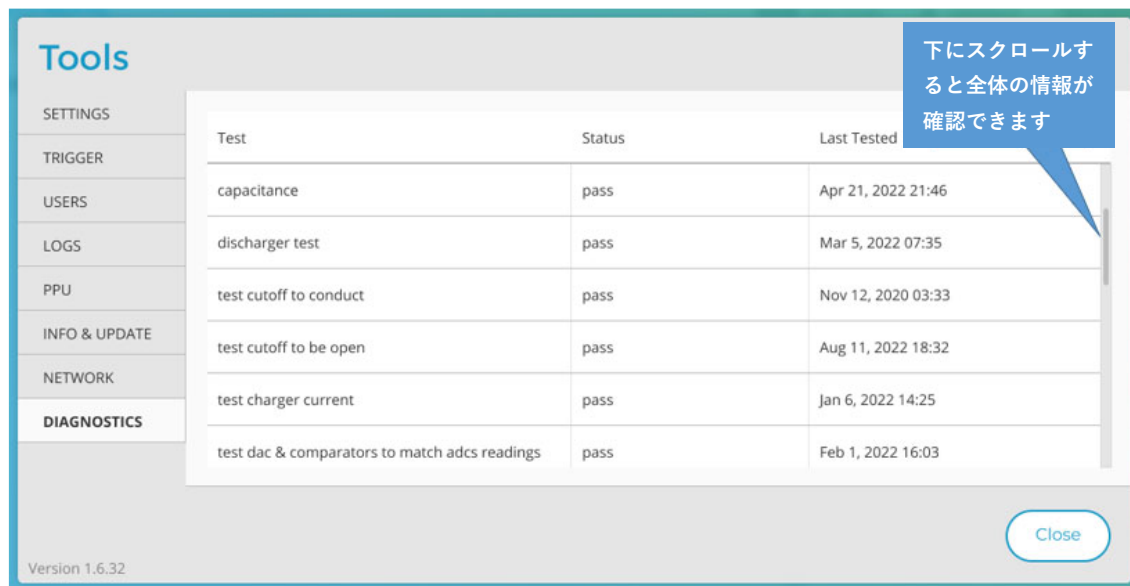 Tools
下にスクロールす
ると全体の情報が
確認できます
SETTINGS
TRIGGER
USERS
LOGS
PPU
INFO & UPDATE
NETWORK
DIAGNOSTICS
Test Status Last Tested
capacitance pass Apr 21, 2022 21:46
discharger test pass Mar 5, 2022 07:35
test cutoff to conduct pass Nov 12, 2020 03:33
test cutoff to be open pass Aug 11, 2022 18:32
test charger current pass Jan 6, 2022 14:25
test dac & comparators to match adcs readings pass Feb 1, 2022 16:03
Close
Version 1.6.32